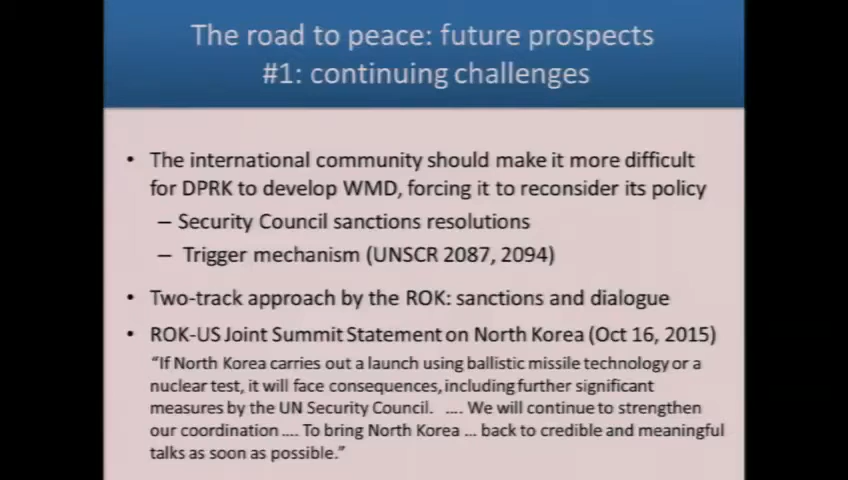 The road to peace: future prospects
#1: continuing challenges
• The international community should make it more difficult
for DPRK to develop WMD, forcing it to reconsider its policy
– Security Council sanctions resolutions
– Trigger mechanism (UNSCR 2087, 2094)
• Two-track approach by the ROK: sanctions and dialogue
• ROK-US Joint Summit Statement on North Korea (Oct 16, 2015)
"If North Korea carries out a launch using ballistic missile technology or a
nuclear test, it will face consequences, including further significant
measures by the UN Security Council. .... We will continue to strengthen
our coordination .... To bring North Korea ... back to credible and meaningful
talks as soon as possible."